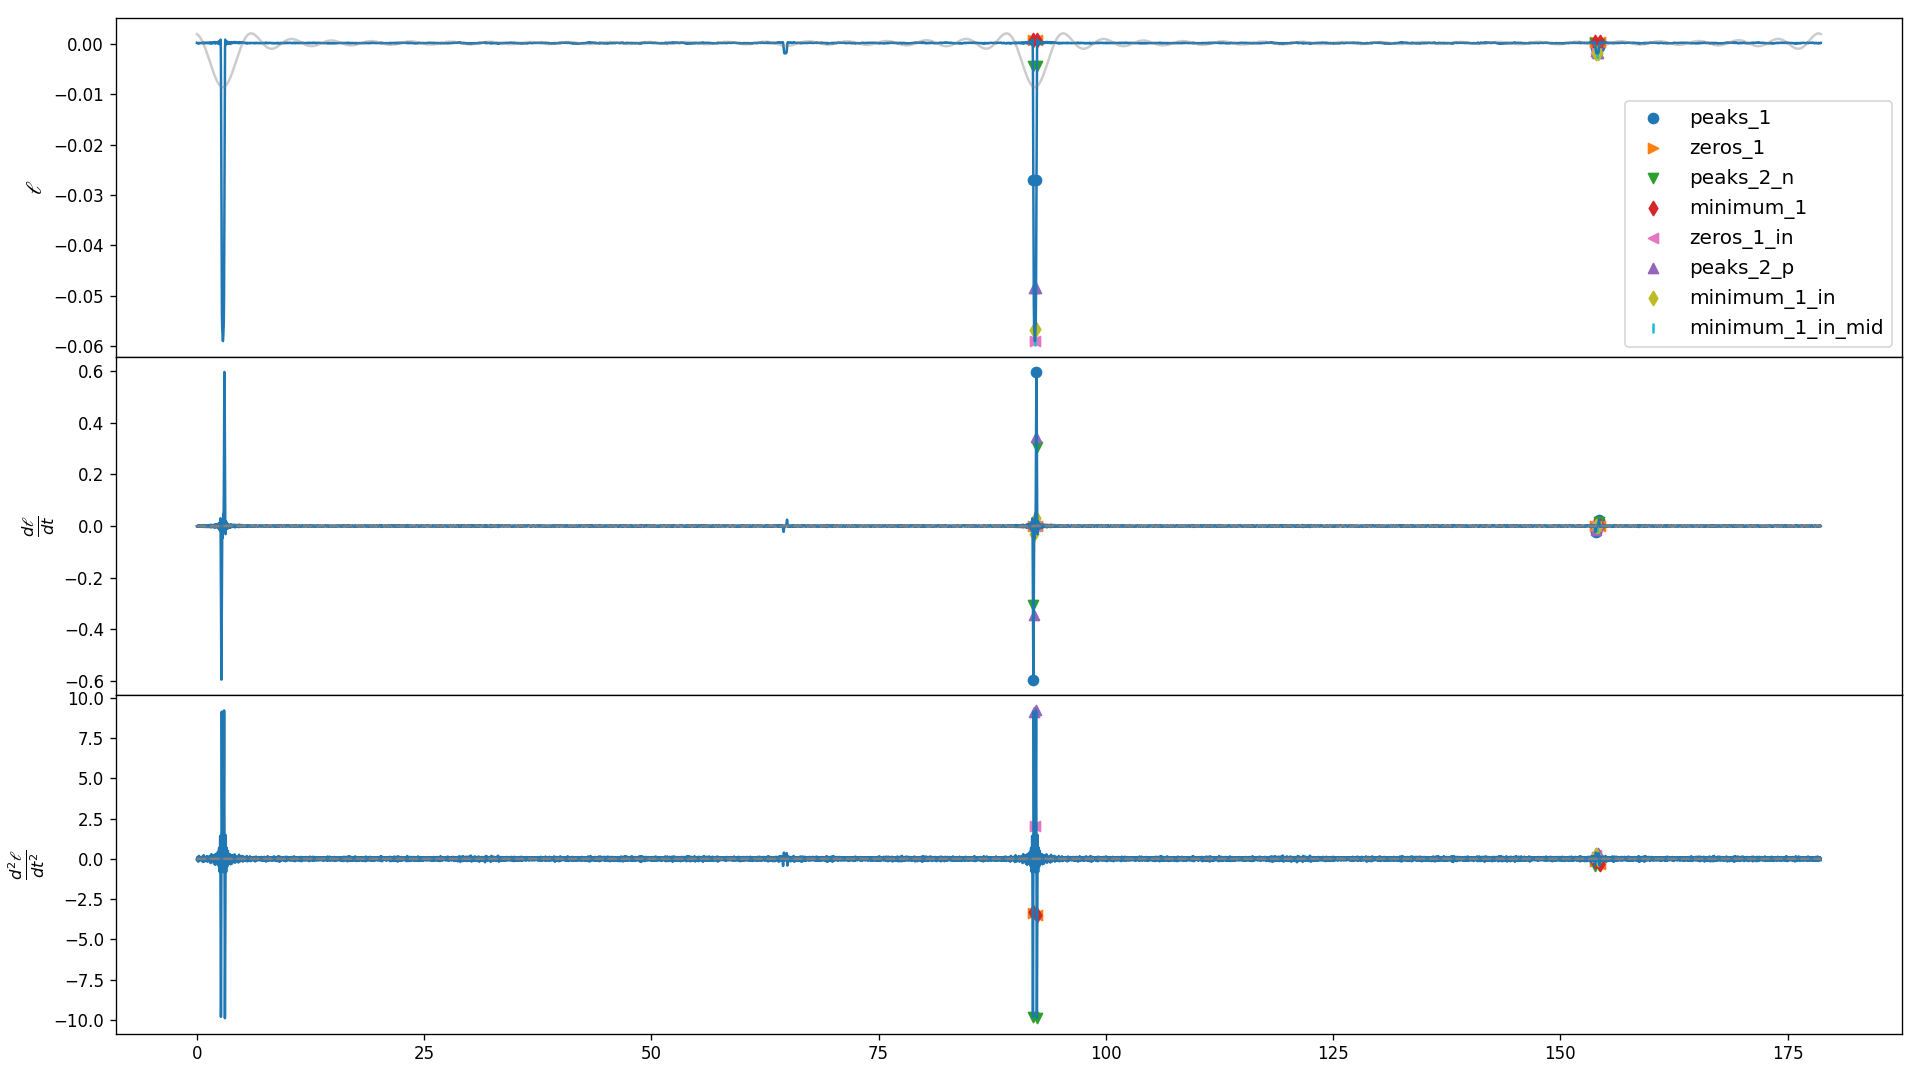 0.00
−0.01
−0.02
−0.03
−0.04
−0.05
−0.06
ℓ
peaks_1
zeros_1
peaks_2_n
minimum_1
zeros_1_in
peaks_2_p
minimum_1_in
minimum_1_in_mid
0.6
0.4
0.2
0.0
−0.2
−0.4
−0.6
dℓ/dt
10.0
7.5
5.0
2.5
0.0
−2.5
−5.0
−7.5
−10.0
d²ℓ/dt²
0 25 50 75 100 125 150 175